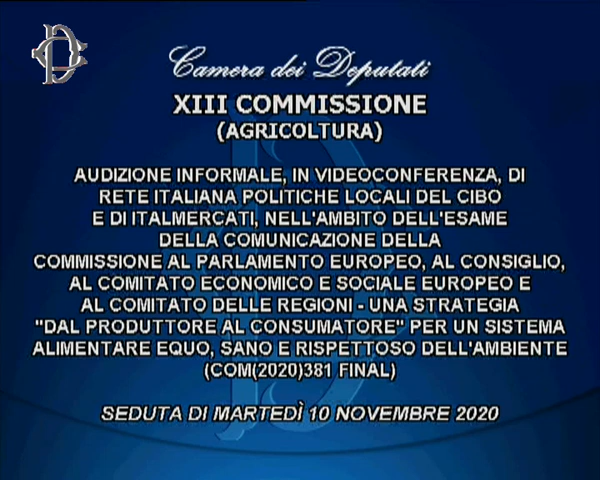 Camera dei Deputati
XIII COMMISSIONE
(AGRICOLTURA)
AUDIZIONE INFORMALE, IN VIDEOCONFERENZA, DI
RETE ITALIANA POLITICHE LOCALI DEL CIBO
E DI ITALMERCATI, NELL'AMBITO DELL'ESAME
DELLA COMUNICAZIONE DELLA
COMMISSIONE AL PARLAMENTO EUROPEO, AL CONSIGLIO,
AL COMITATO ECONOMICO E SOCIALE EUROPEO E
AL COMITATO DELLE REGIONI - UNA STRATEGIA
"DAL PRODUTTORE AL CONSUMATORE" PER UN SISTEMA
ALIMENTARE EQUO, SANO E RISPETTOSO DELL'AMBIENTE
(COM(2020)381 FINAL)
SEDUTA DI MARTEDÌ 10 NOVEMBRE 2020